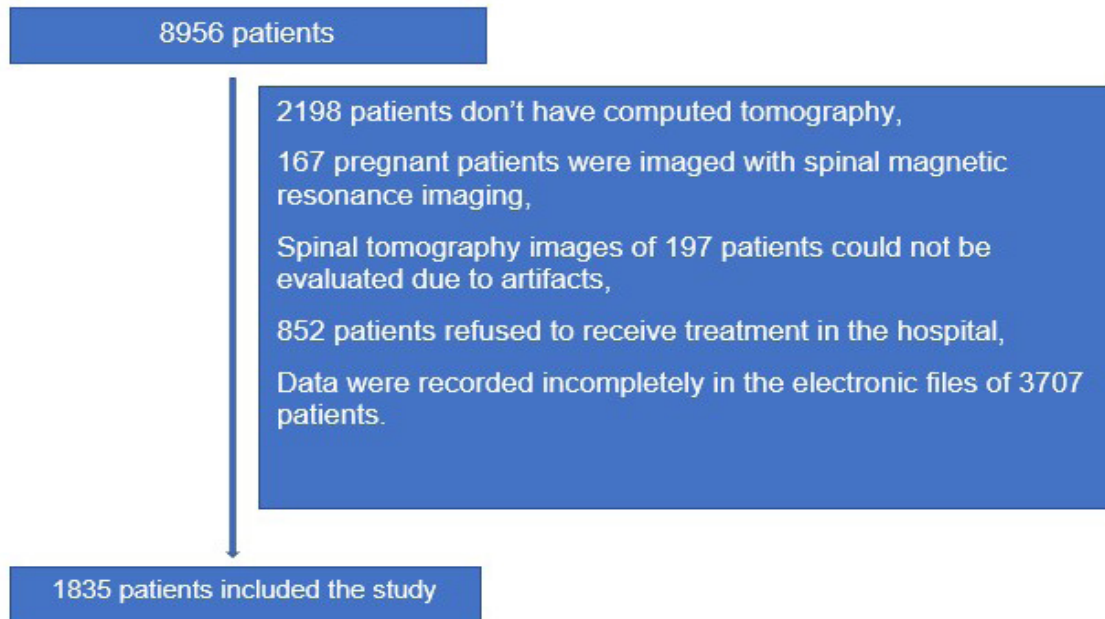 8956 patients
2198 patients don’t have computed tomography,
167 pregnant patients were imaged with spinal magnetic
resonance imaging,
Spinal tomography images of 197 patients could not be
evaluated due to artifacts,
852 patients refused to receive treatment in the hospital,
Data were recorded incompletely in the electronic files of 3707
patients.
1835 patients included the study